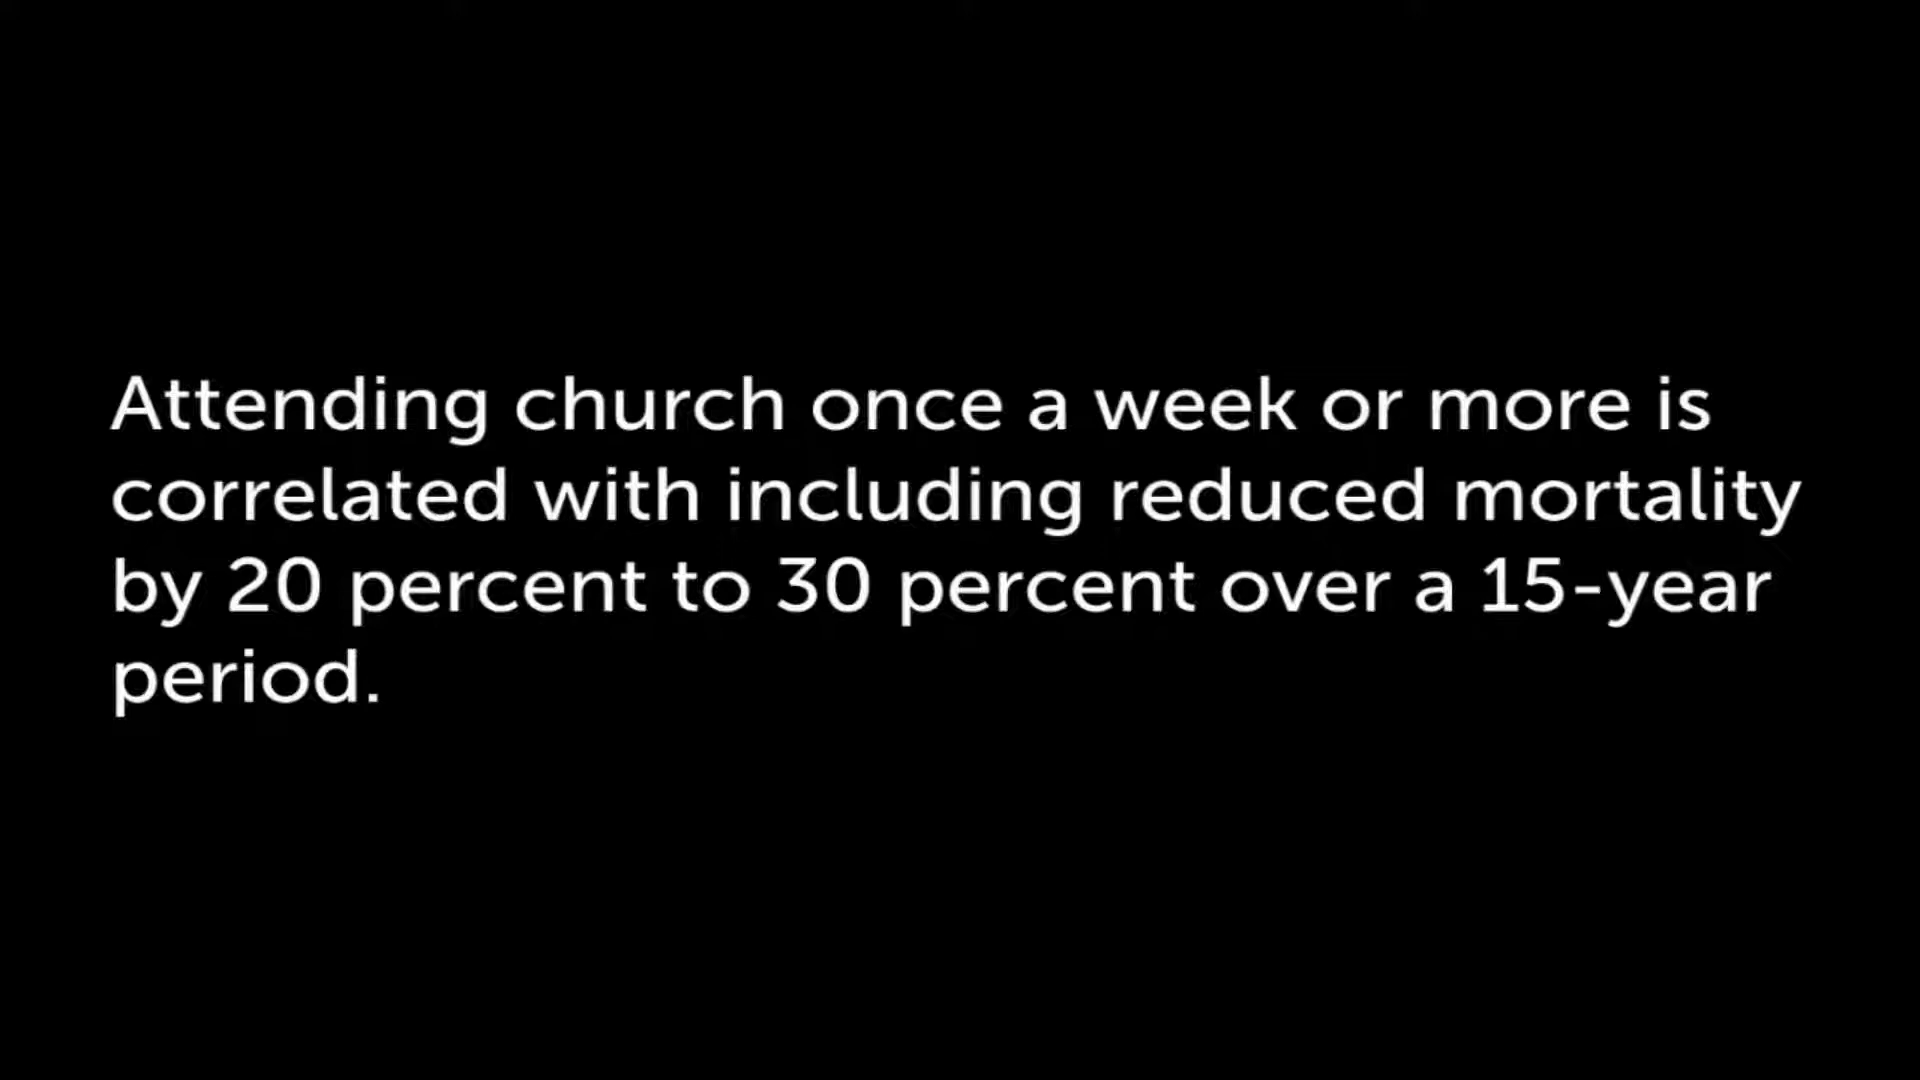 Attending church once a week or more is
correlated with including reduced mortality
by 20 percent to 30 percent over a 15-year
period.